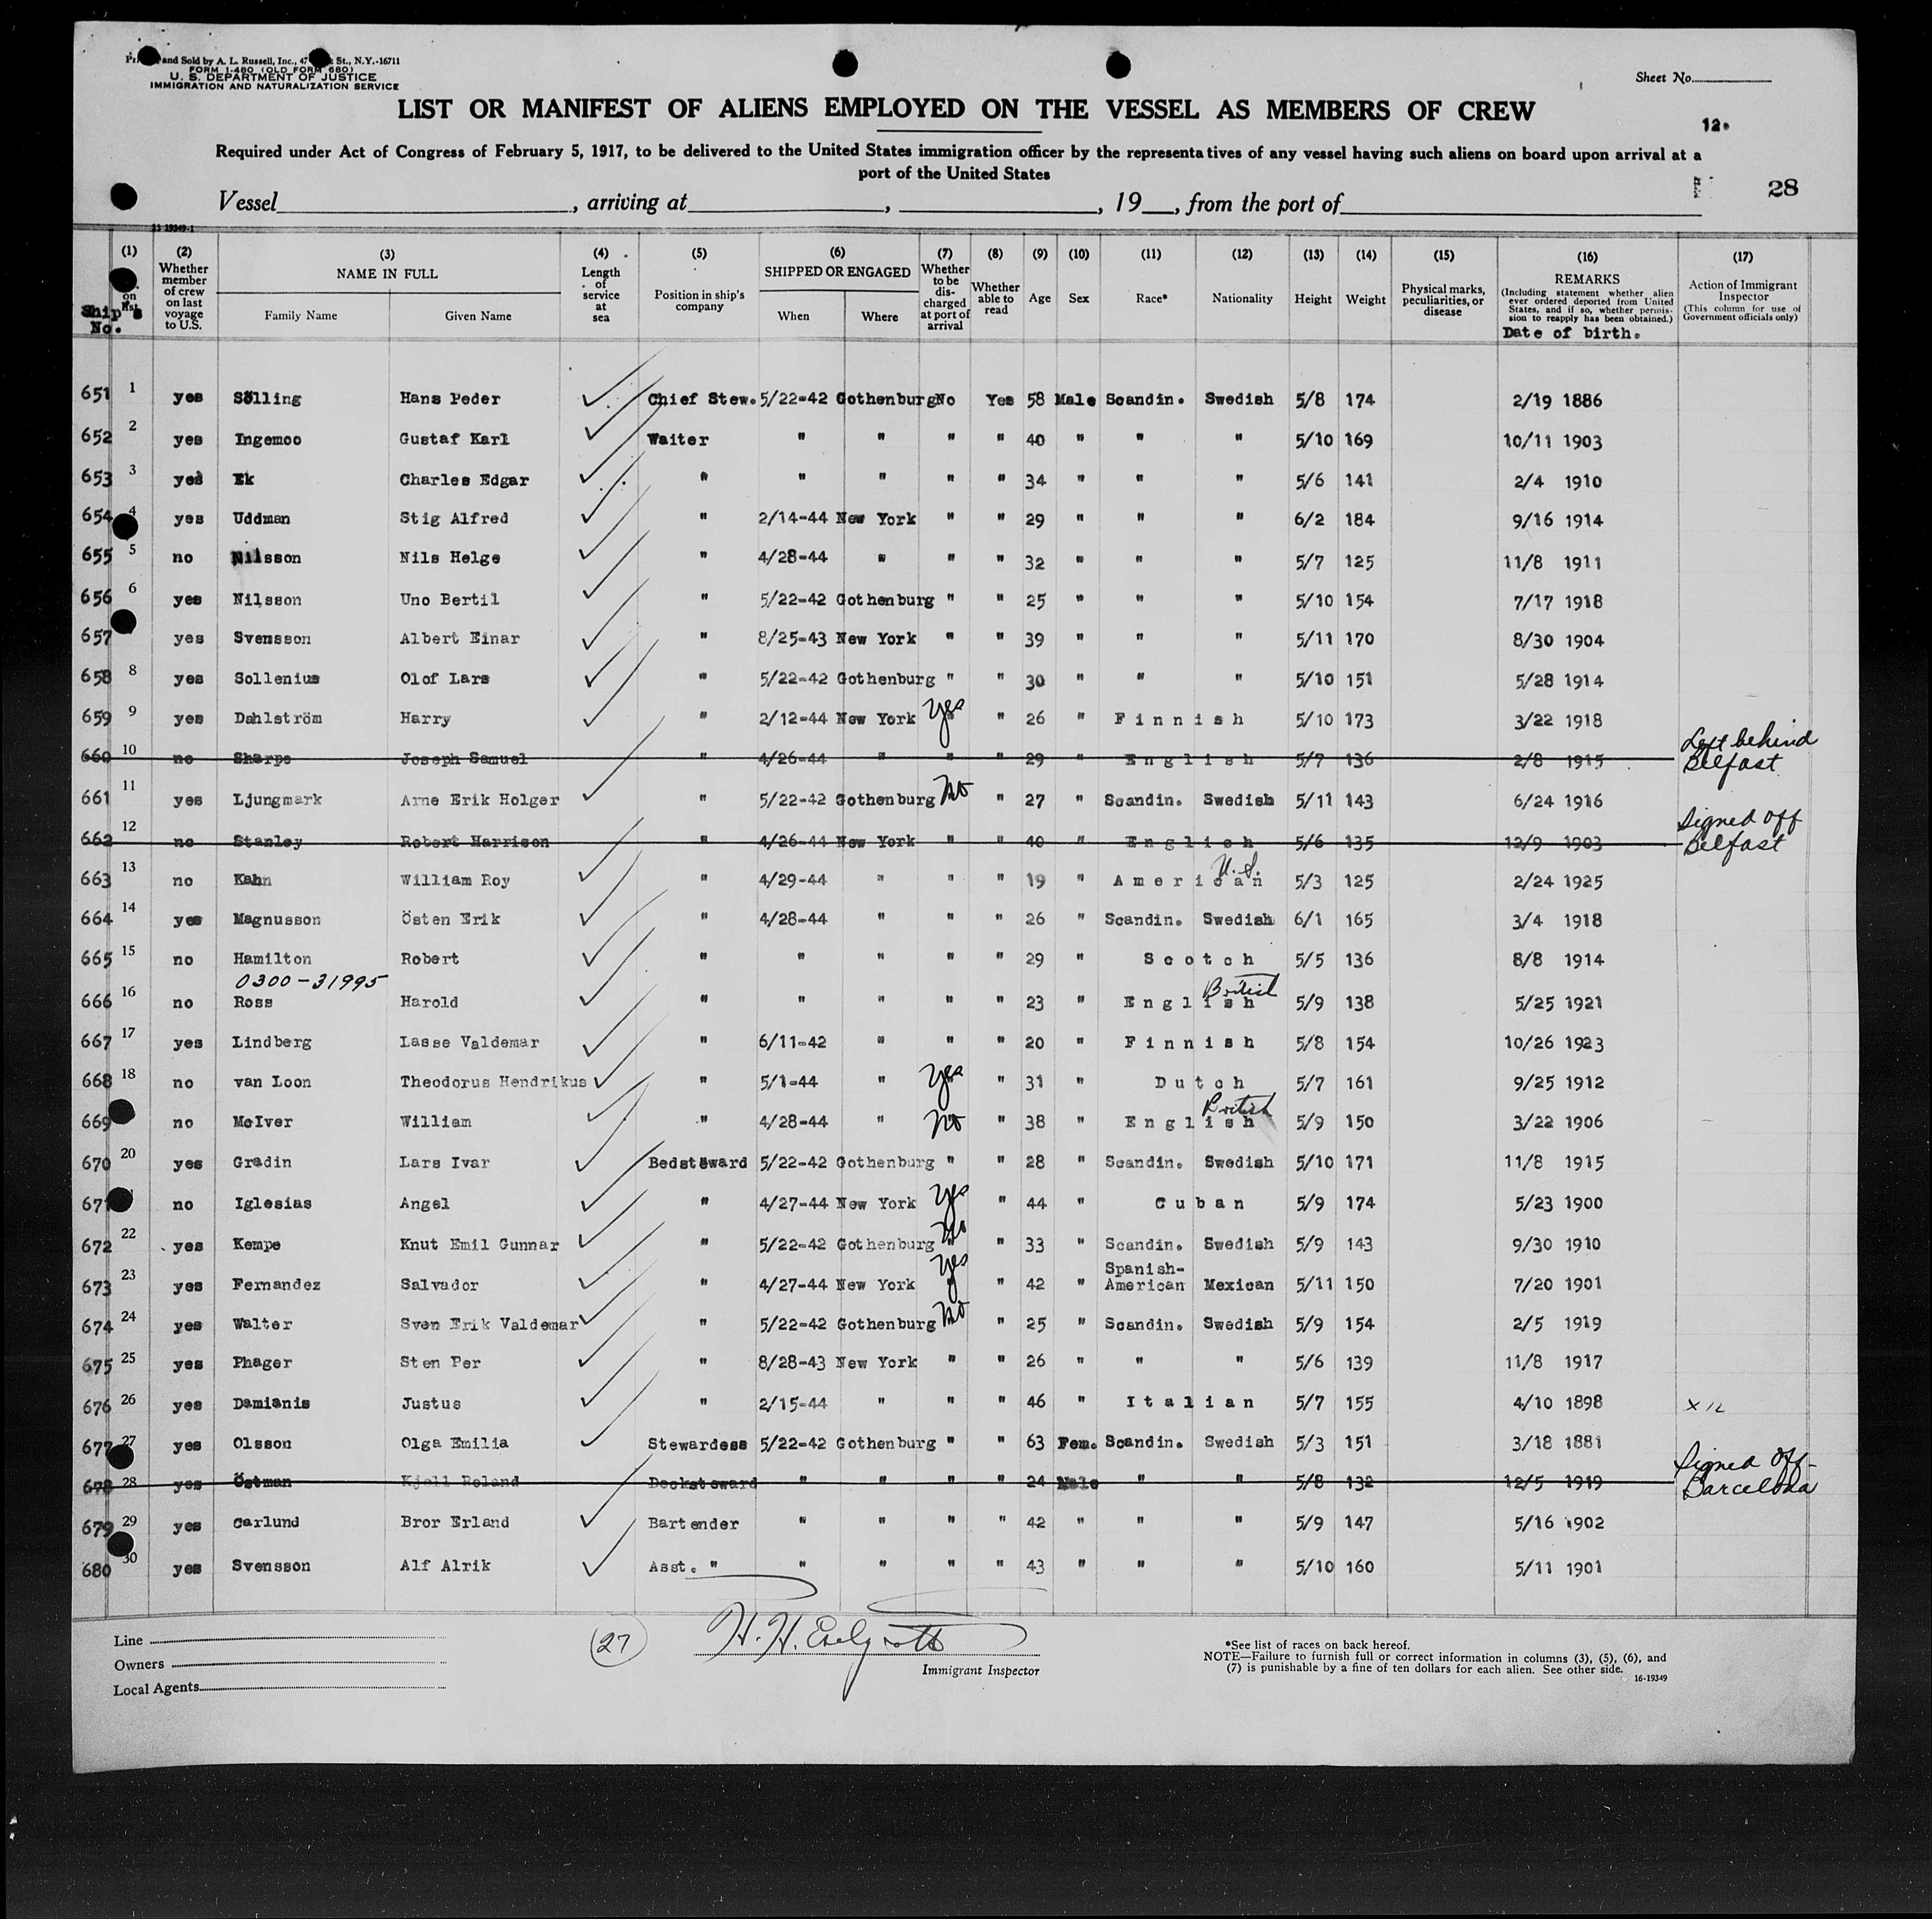 and Sold by A. L. Russell, Inc., 47 St., N.Y.-16711
FORM I-480 (OLD FORM 680)
U. S. DEPARTMENT OF JUSTICE
IMMIGRATION AND NATURALIZATION SERVICE
Sheet No.
LIST OR MANIFEST OF ALIENS EMPLOYED ON THE VESSEL AS MEMBERS OF CREW
12.
Required under Act of Congress of February 5, 1917, to be delivered to the United States immigration officer by the representatives of any vessel having such aliens on board upon arrival at a
port of the United States
28
Vessel , arriving at , , 19 , from the port of
(1) (2) (3) (4) (5) (6) (7) (8) (9) (10) (11) (12) (13) (14) (15) (16) (17)
on list Ship's No. Whether member of crew on last voyage to U.S. NAME IN FULL Family Name Given Name Length of service at sea Position in ship's company SHIPPED OR ENGAGED When Where Whether to be discharged at port of arrival Whether able to read Age Sex Race* Nationality Height Weight Physical marks, peculiarities, or disease REMARKS (Including statement whether alien ever ordered deported from United States, and if so, whether permission to reapply has been obtained.) Date of birth. Action of Immigrant Inspector (This column for use of Government officials only)
651 1 yes Sölling Hans Peder Chief Stew. 5/22-42 Gothenburg No Yes 58 Male Scandin. Swedish 5/8 174 2/19 1886
652 2 yes Ingemoo Gustaf Karl Waiter " " " " 40 " " " 5/10 169 10/11 1903
653 3 yes Ek Charles Edgar " " " " " 34 " " " 5/6 141 2/4 1910
654 4 yes Uddman Stig Alfred " 2/14-44 New York " " 29 " " " 6/2 184 9/16 1914
655 5 no Nilsson Nils Helge " 4/28-44 " " " 32 " " " 5/7 125 11/8 1911
656 6 yes Nilsson Uno Bertil " 5/22-42 Gothenburg " " 25 " " " 5/10 154 7/17 1918
657 yes Svensson Albert Einar " 8/25-43 New York " " 39 " " " 5/11 170 8/30 1904
658 8 yes Sollenius Olof Lars " 5/22-42 Gothenburg " " 30 " " " 5/10 151 5/28 1914
659 9 yes Dahlström Harry " 2/12-44 New York yes " 26 " Finnish 5/10 173 3/22 1918
660 10 no Sharpe Joseph Samuel " 4/26-44 " " " 29 " English 5/7 136 2/8 1915 Left behind Belfast
661 11 yes Ljungmark Arne Erik Holger " 5/22-42 Gothenburg No " 27 " Scandin. Swedish 5/11 143 6/24 1916
662 12 no Stanley Robert Harrison " 4/26-44 New York " " 40 " English 5/6 135 12/9 1903 Signed off Belfast
663 13 no Kahn William Roy " 4/29-44 " " " 19 " American U.S. 5/3 125 2/24 1925
664 14 yes Magnusson Östen Erik " 4/28-44 " " " 26 " Scandin. Swedish 6/1 165 3/4 1918
665 15 no Hamilton Robert " " " " " 29 " Scotch 5/5 136 8/8 1914
0300-31995
666 16 no Ross Harold " " " " " 23 " English British 5/9 138 5/25 1921
667 17 yes Lindberg Lasse Valdemar " 6/11-42 " " " 20 " Finnish 5/8 154 10/26 1923
668 18 no van Loon Theodorus Hendrikus " 5/1-44 " yes " 31 " Dutch 5/7 161 9/25 1912
669 no McIver William " 4/28-44 " No " 38 " English British 5/9 150 3/22 1906
670 20 yes Gradin Lars Ivar Bedsteward 5/22-42 Gothenburg " " 28 " Scandin. Swedish 5/10 171 11/8 1915
671 no Iglesias Angel " 4/27-44 New York yes " 44 " Cuban 5/9 174 5/23 1900
672 22 yes Kempe Knut Emil Gunnar " 5/22-42 Gothenburg No " 33 " Scandin. Swedish 5/9 143 9/30 1910
673 23 yes Fernandez Salvador " 4/27-44 New York yes " 42 " Spanish-American Mexican 5/11 150 7/20 1901
674 24 yes Walter Sven Erik Valdemar " 5/22-42 Gothenburg No " 25 " Scandin. Swedish 5/9 154 2/5 1919
675 25 yes Phager Sten Per " 8/28-43 New York " " 26 " " " 5/6 139 11/8 1917
676 26 yes Damianis Justus " 2/15-44 " " " 46 " Italian 5/7 155 4/10 1898
677 27 yes Olsson Olga Emilia Stewardess 5/22-42 Gothenburg " " 63 Fem. Scandin. Swedish 5/3 151 3/18 1881
678 28 yes Östman Kjell Roland Decksteward " " " " 24 Male " " 5/8 132 12/5 1919 Signed Off- Barcelona
679 29 yes Carlund Bror Erland Bartender " " " " 42 " " " 5/9 147 5/16 1902
680 30 yes Svensson Alf Alrik Asst. " " " " " 43 " " " 5/10 160 5/11 1901
Line
Owners
Local Agents
27
Immigrant Inspector
*See list of races on back hereof.
NOTE—Failure to furnish full or correct information in columns (3), (5), (6), and
(7) is punishable by a fine of ten dollars for each alien. See other side.
16-19349